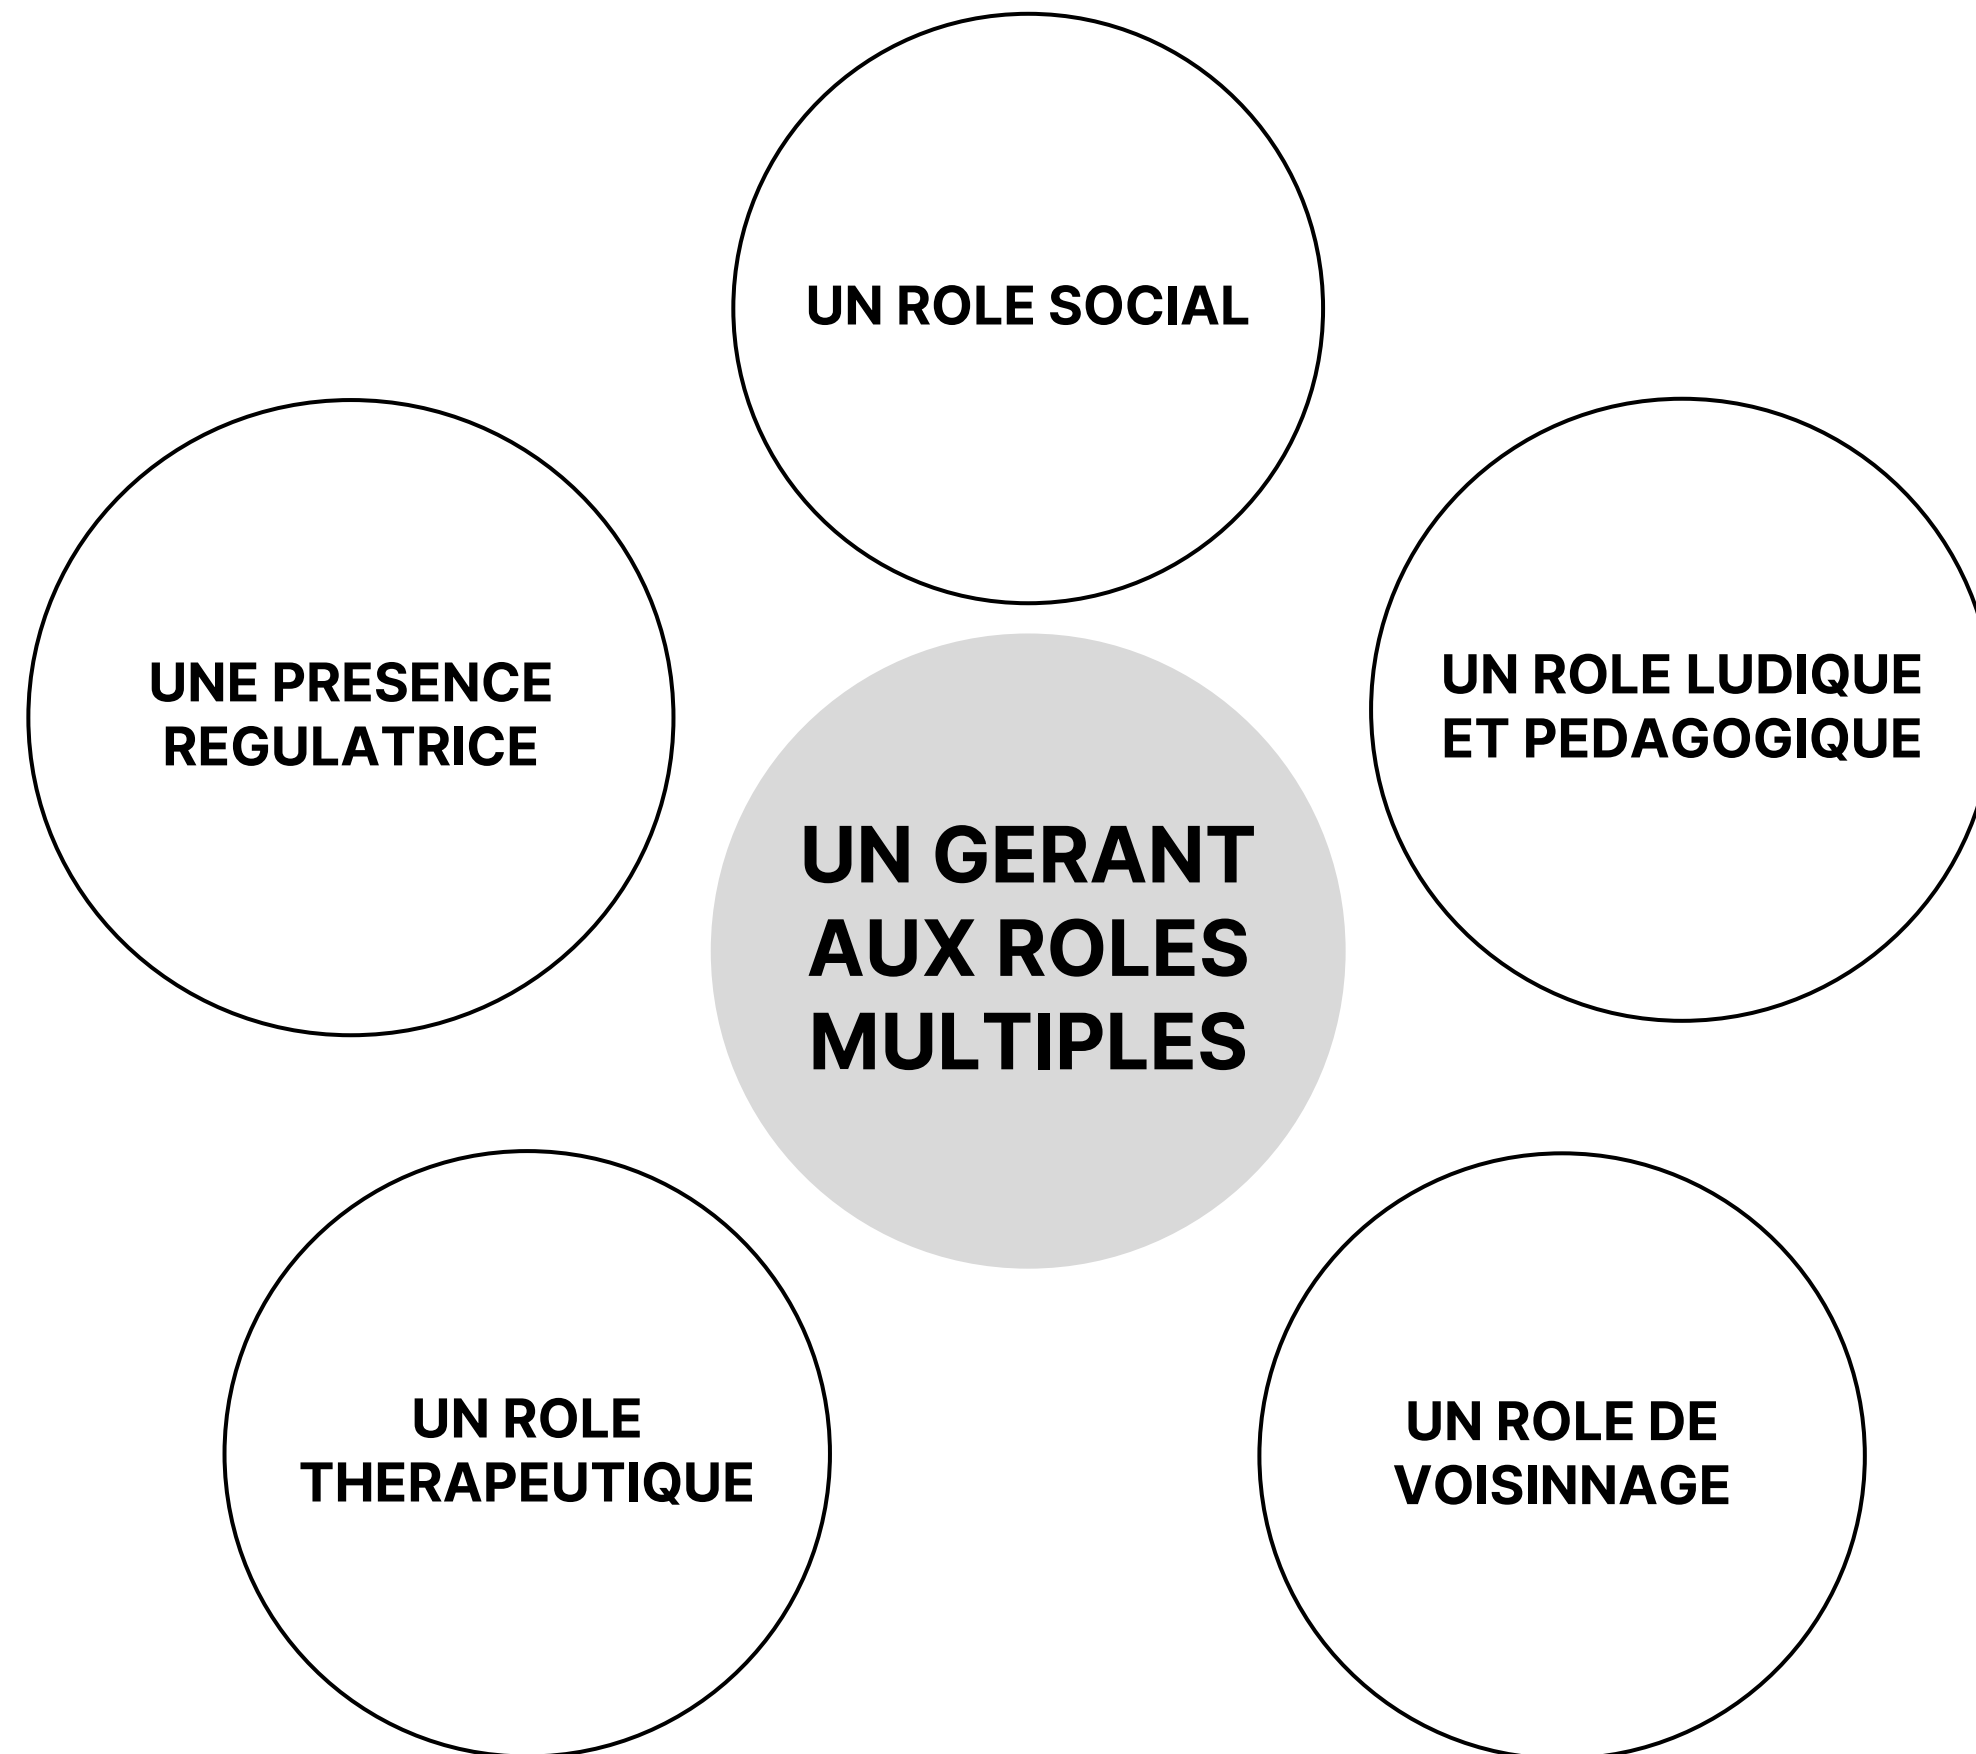 UN ROLE SOCIAL
UNE PRESENCE
REGULATRICE
UN ROLE LUDIQUE
ET PEDAGOGIQUE
UN GERANT
AUX ROLES
MULTIPLES
UN ROLE
THERAPEUTIQUE
UN ROLE DE
VOISINNAGE